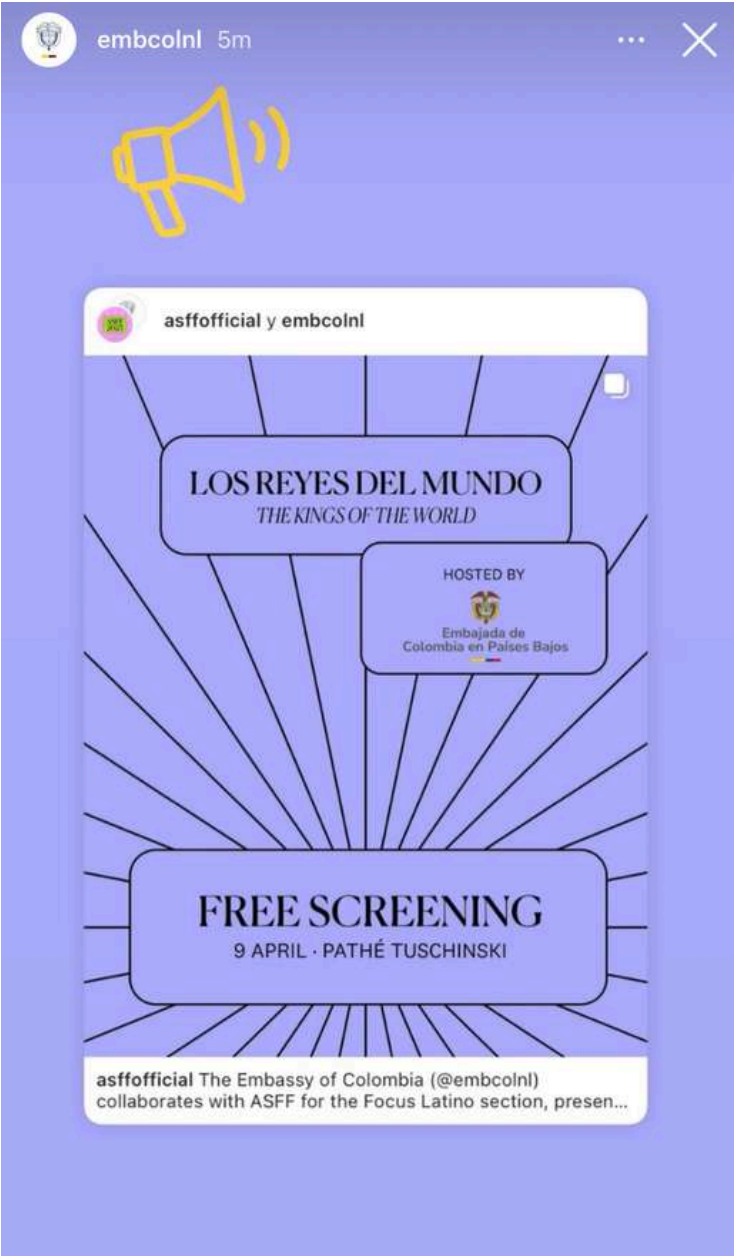 embcolnl 5m
asffofficial y embcolnl
LOS REYES DEL MUNDO
THE KINGS OF THE WORLD
HOSTED BY
Embajada de
Colombia en Países Bajos
FREE SCREENING
9 APRIL · PATHÉ TUSCHINSKI
asffofficial The Embassy of Colombia (@embcolnl)
collaborates with ASFF for the Focus Latino section, presen...